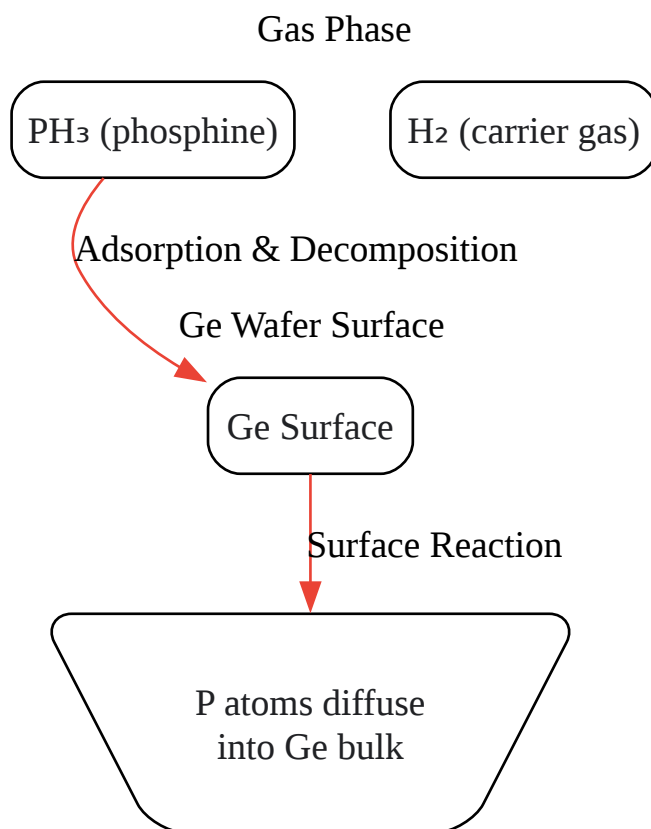 Gas Phase
PH₃ (phosphine)
H₂ (carrier gas)
Adsorption & Decomposition
Ge Wafer Surface
Ge Surface
Surface Reaction
P atoms diffuse
into Ge bulk